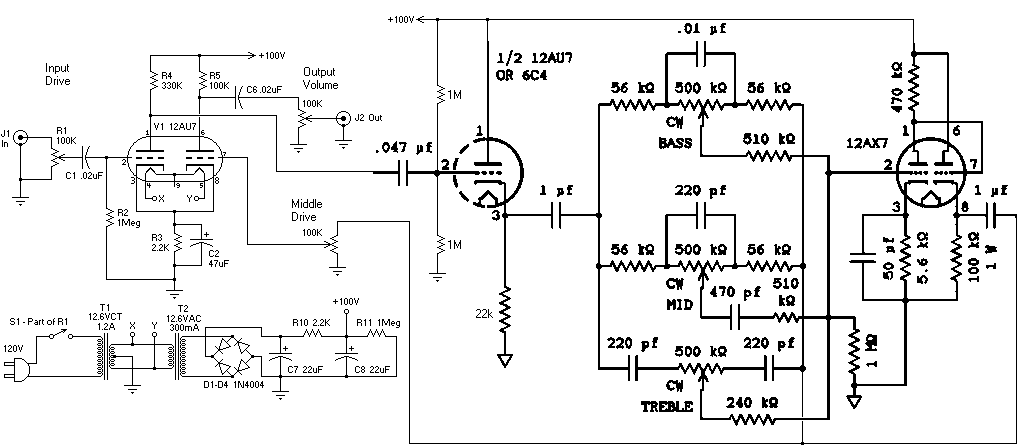 +100V
Input
Drive
R4
330K
R5
100K
+100V
C6 .02uF
Output
Volume
100K
J2 Out
J1
In
R1
100K
C1 .02uF
V1 12AU7
1
6
2
7
3
4
9
5
8
X
Y
R2
1Meg
R3
2.2K
+
C2
47uF
Middle
Drive
100K
1M
1M
.047 µf
1/2 12AU7
OR 6C4
1
2
3
22k
1 µf
.01 µf
56 kΩ
500 kΩ
56 kΩ
CW
BASS
510 kΩ
220 pf
56 kΩ
500 kΩ
56 kΩ
CW
MID
470 pf
510
kΩ
220 pf
500 kΩ
220 pf
CW
TREBLE
240 kΩ
470 kΩ
12AX7
1
6
2
7
3
8
1 µf
50 µf
5.6 kΩ
100 kΩ
1 W
1 MΩ
S1 - Part of R1
120V
T1
12.6VCT
1.2A
X
Y
T2
12.6VAC
300mA
D1-D4 1N4004
R10 2.2K
+100V
R11 1Meg
+
C7 22uF
+
C8 22uF